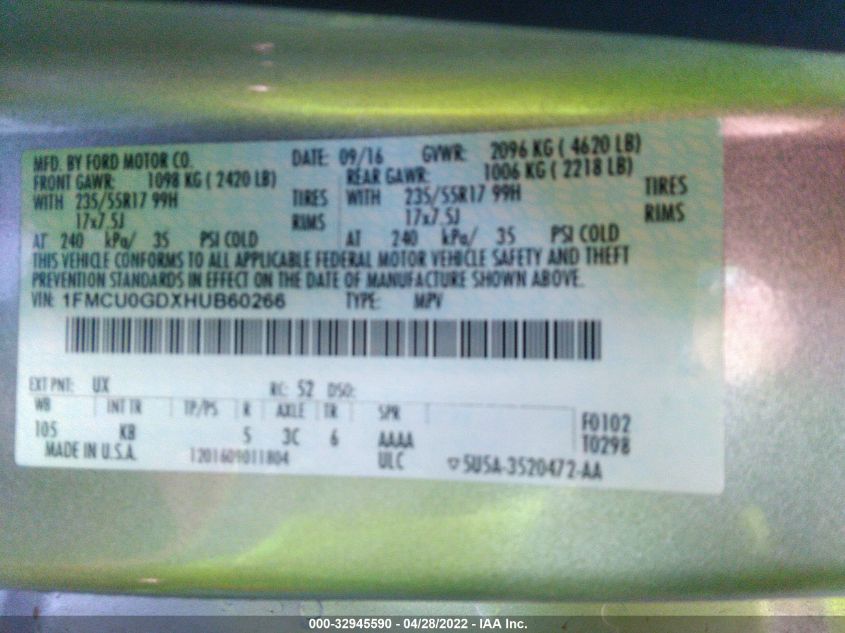 MFD. BY FORD MOTOR CO. DATE: 09/16 GVWR: 2096 KG ( 4620 LB)
FRONT GAWR: 1098 KG ( 2420 LB) REAR GAWR: 1006 KG ( 2218 LB)
WITH 235/55R17 99H TIRES WITH 235/55R17 99H TIRES
17x7.5J RIMS 17x7.5J RIMS
AT 240 kPa/ 35 PSI COLD AT 240 kPa/ 35 PSI COLD
THIS VEHICLE CONFORMS TO ALL APPLICABLE FEDERAL MOTOR VEHICLE SAFETY AND THEFT
PREVENTION STANDARDS IN EFFECT ON THE DATE OF MANUFACTURE SHOWN ABOVE.
VIN: 1FMCU0GDXHUB60266 TYPE: MPV
EXT PNT: UX RC: 52 DSO:
WB INT TR TP/PS R AXLE TR SPR F0102
105 KB 5 3C 6 AAAA T0298
MADE IN U.S.A. 1201609011804 ULC 5U5A-3520472-AA
000-32945590 - 04/28/2022 - IAA Inc.